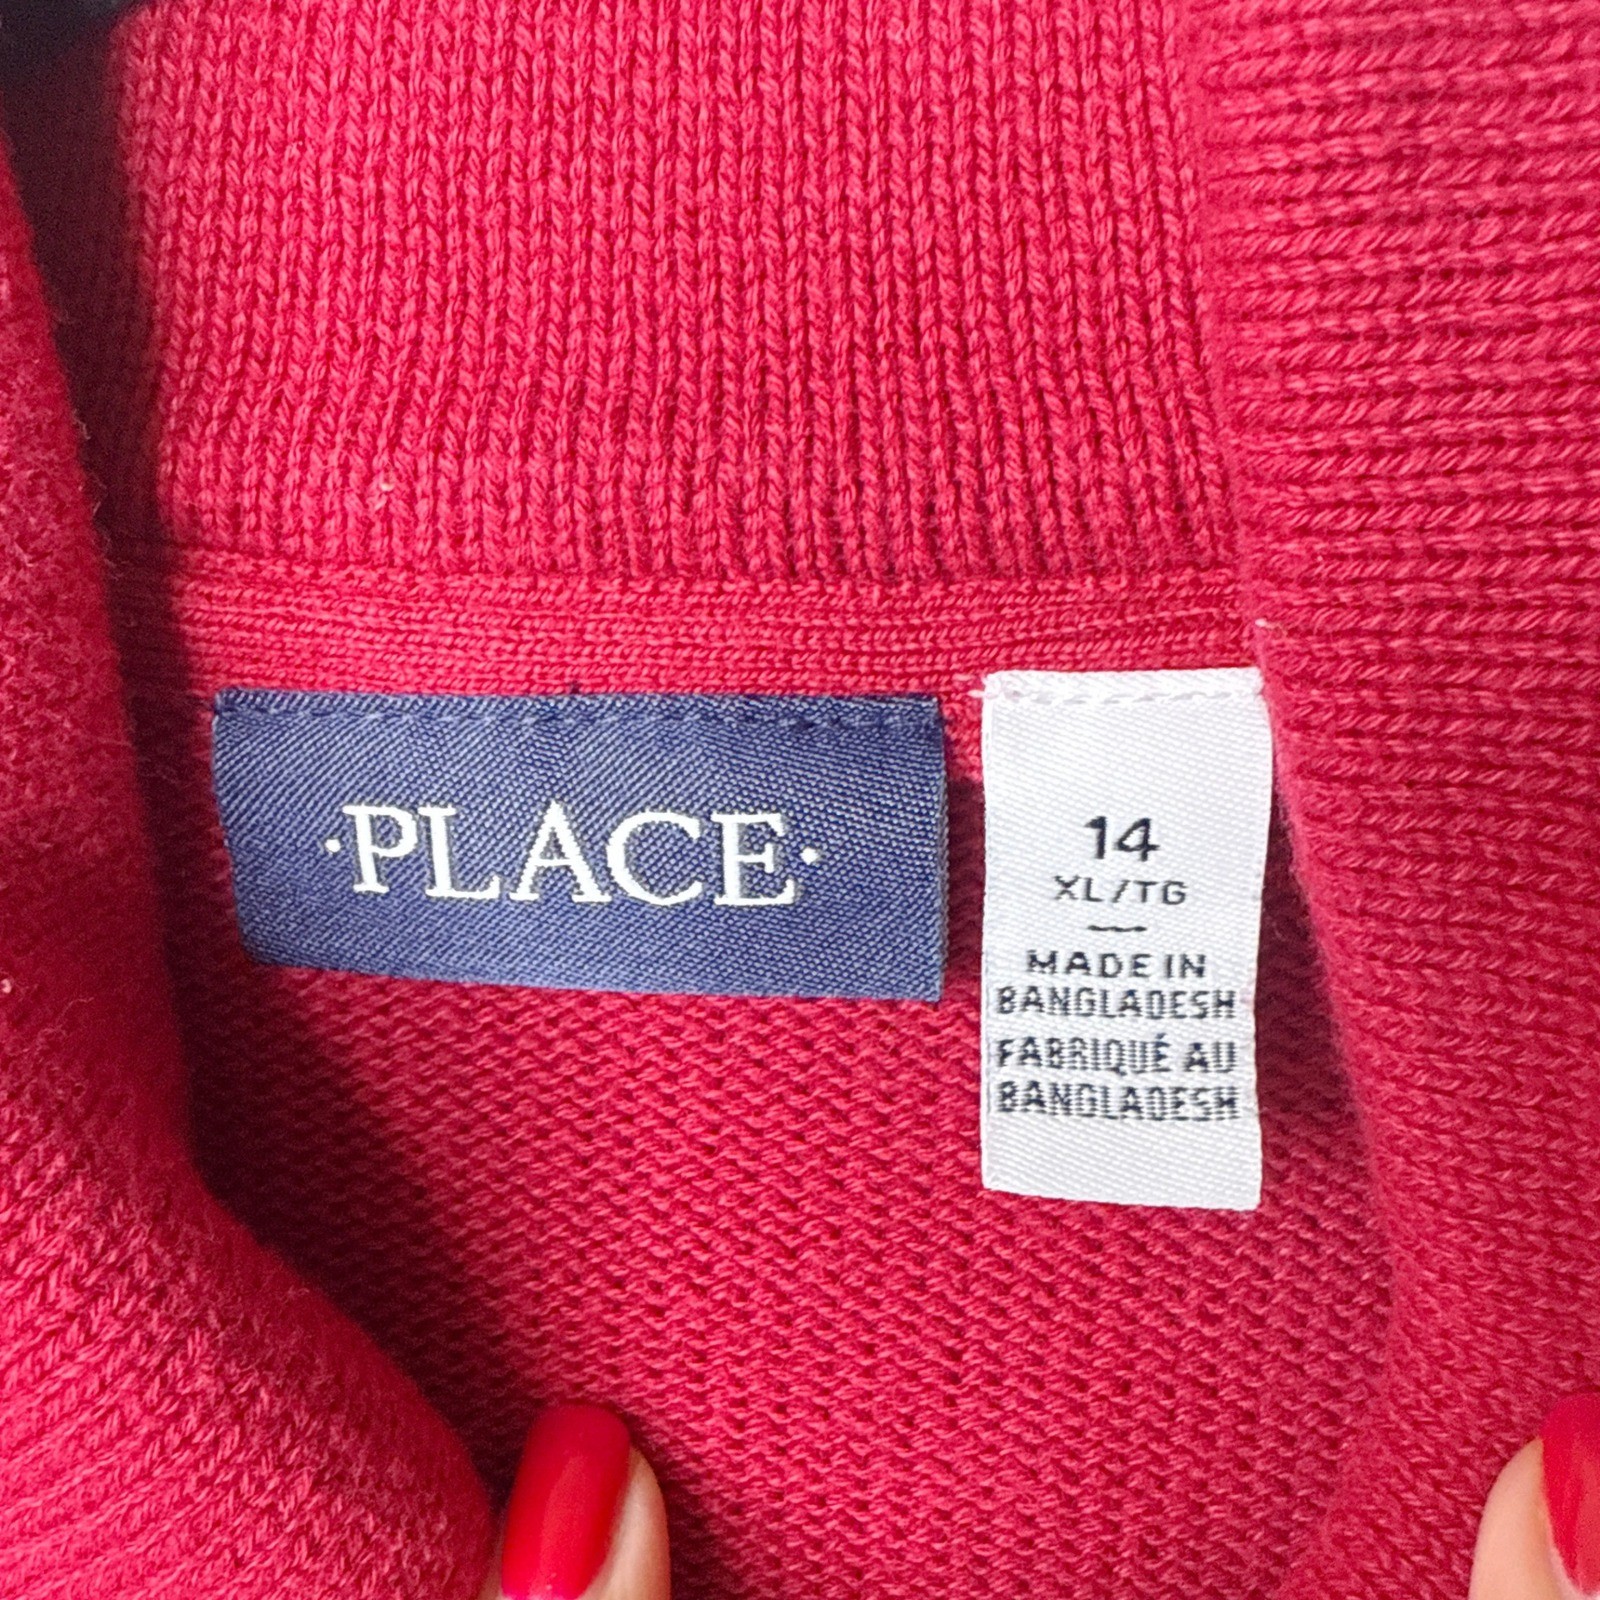 ·PLACE·
14
XL/TG
—
MADE IN
BANGLADESH
FABRIQUÉ AU
BANGLADESH